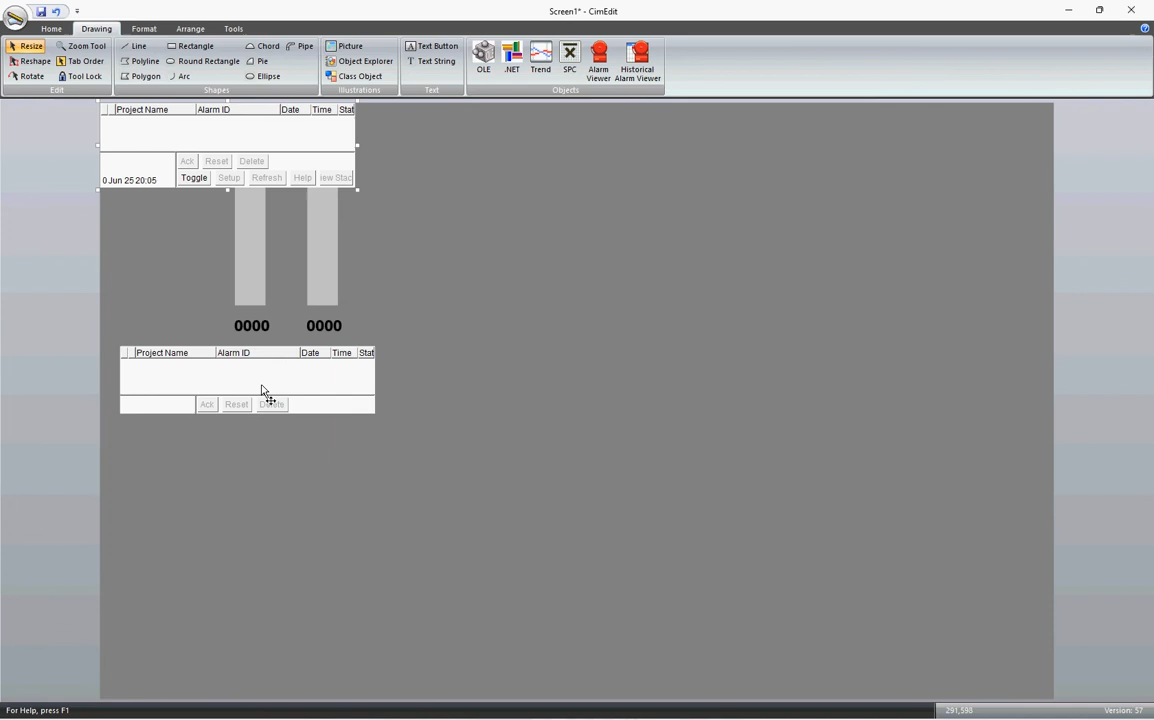 Screen1* - CimEdit
Home Drawing Format Arrange Tools
Resize Zoom Tool Line Rectangle Chord Pipe Picture Text Button
Reshape Tab Order Polyline Round Rectangle Pie Object Explorer Text String
Rotate Tool Lock Polygon Arc Ellipse Class Object
OLE .NET Trend SPC Alarm Viewer Historical Alarm Viewer
Edit Shapes Illustrations Text Objects
Project Name Alarm ID Date Time Stat
Ack Reset Delete
0 Jun 25 20:05 Toggle Setup Refresh Help iew Stac
0000 0000
Project Name Alarm ID Date Time Stat
Ack Reset Delete
For Help, press F1 291,598 Version: 57